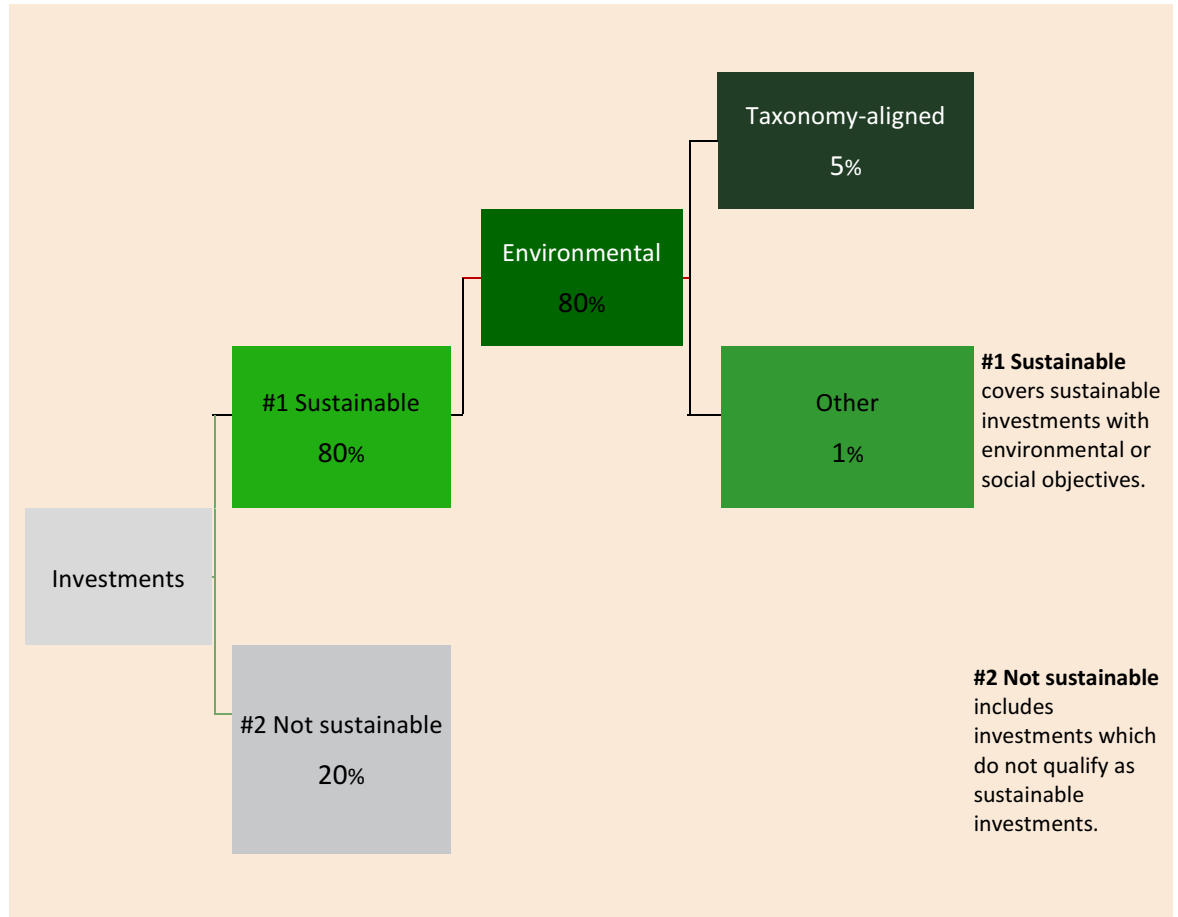 Taxonomy-aligned
5%
Environmental
80%
#1 Sustainable
80%
Other
1%
#1 Sustainable
covers sustainable
investments with
environmental or
social objectives.
Investments
#2 Not sustainable
20%
#2 Not sustainable
includes
investments which
do not qualify as
sustainable
investments.